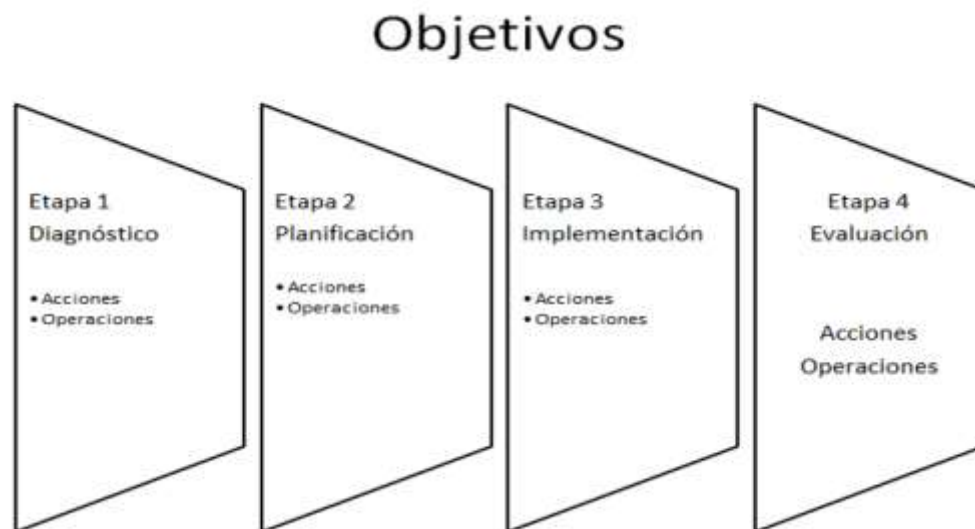 Objetivos
Etapa 1
Diagnóstico
• Acciones
• Operaciones
Etapa 2
Planificación
• Acciones
• Operaciones
Etapa 3
Implementación
• Acciones
• Operaciones
Etapa 4
Evaluación
Acciones
Operaciones